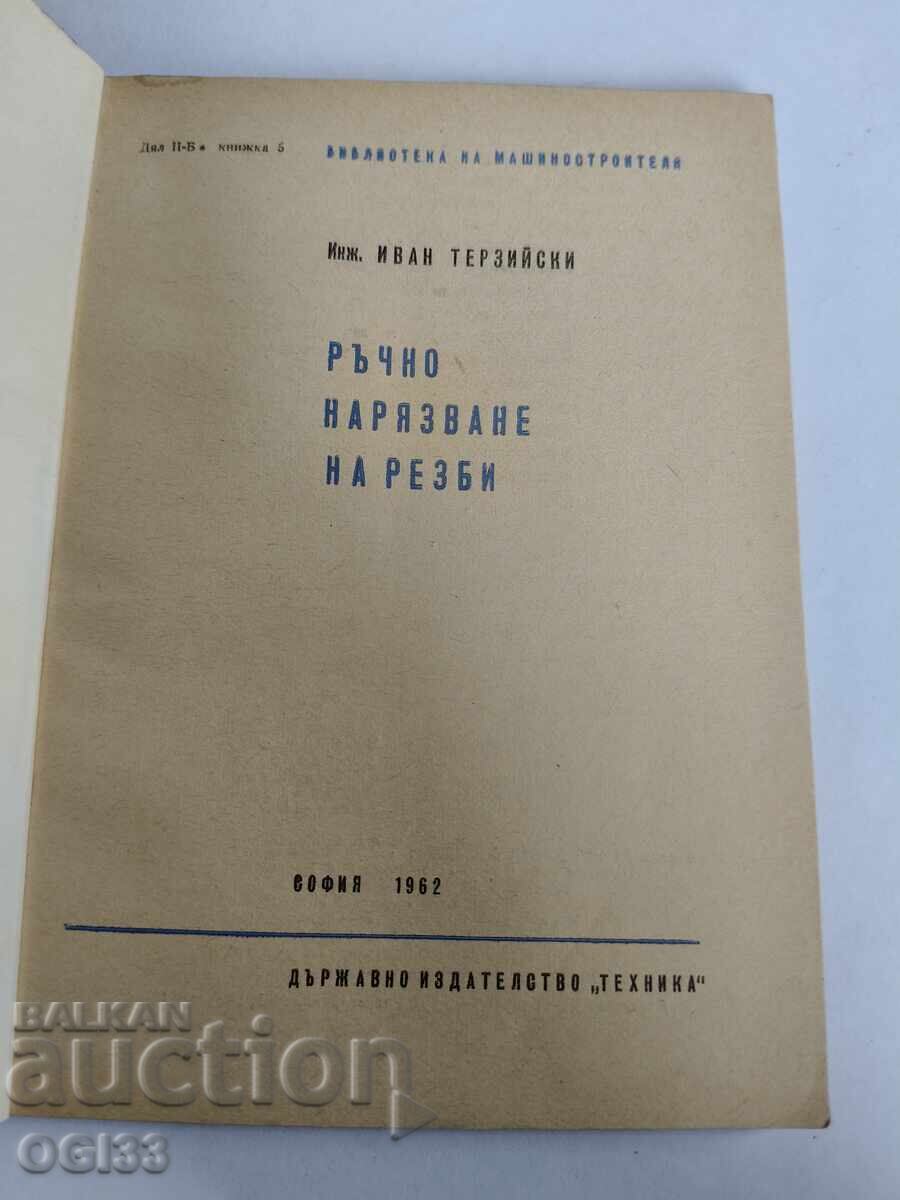 Дял II-Б • книжка 5
БИБЛИОТЕКА НА МАШИНОСТРОИТЕЛЯ
Инж. ИВАН ТЕРЗИЙСКИ
РЪЧНО
НАРЯЗВАНЕ
НА РЕЗБИ
СОФИЯ 1962
ДЪРЖАВНО ИЗДАТЕЛСТВО „ТЕХНИКА“
BALKAN
auction
OGI33